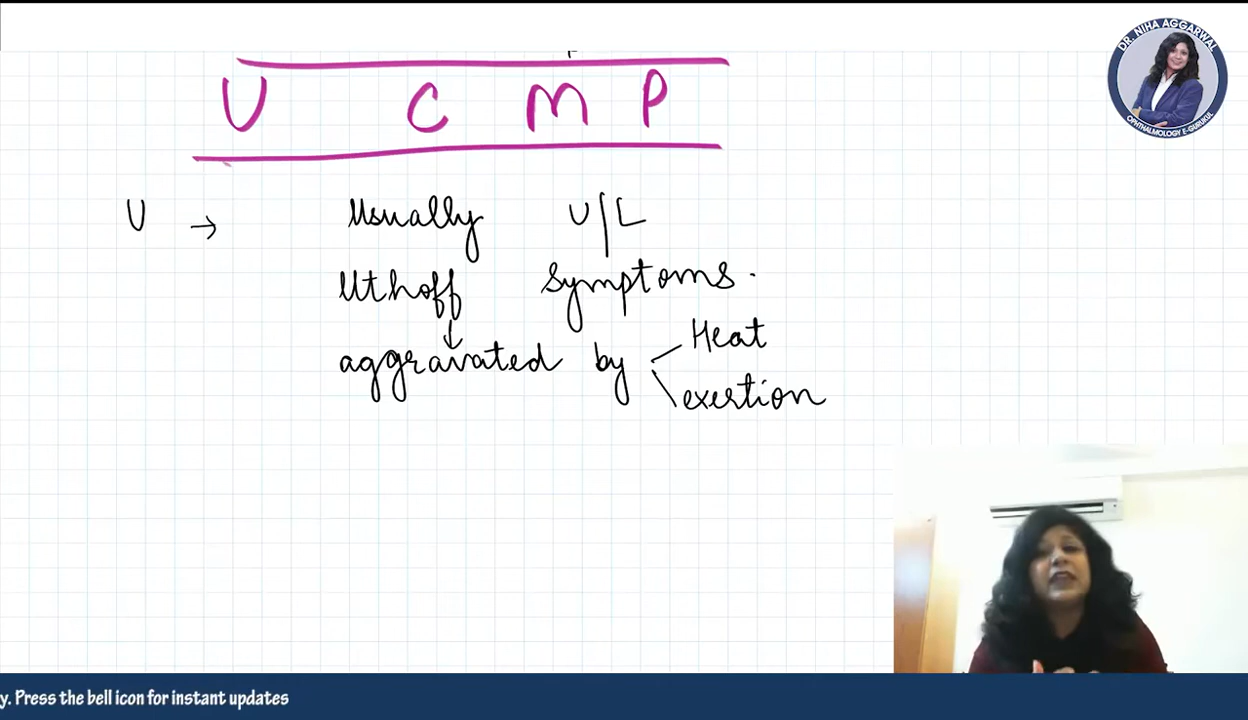 DR. NIHA AGGARWAL
OPHTHALMOLOGY E-GURUKUL
U C M P
U → Usually U/L
Uthoff Symptoms.
↓
aggravated by Heat
exertion
y. Press the bell icon for instant updates